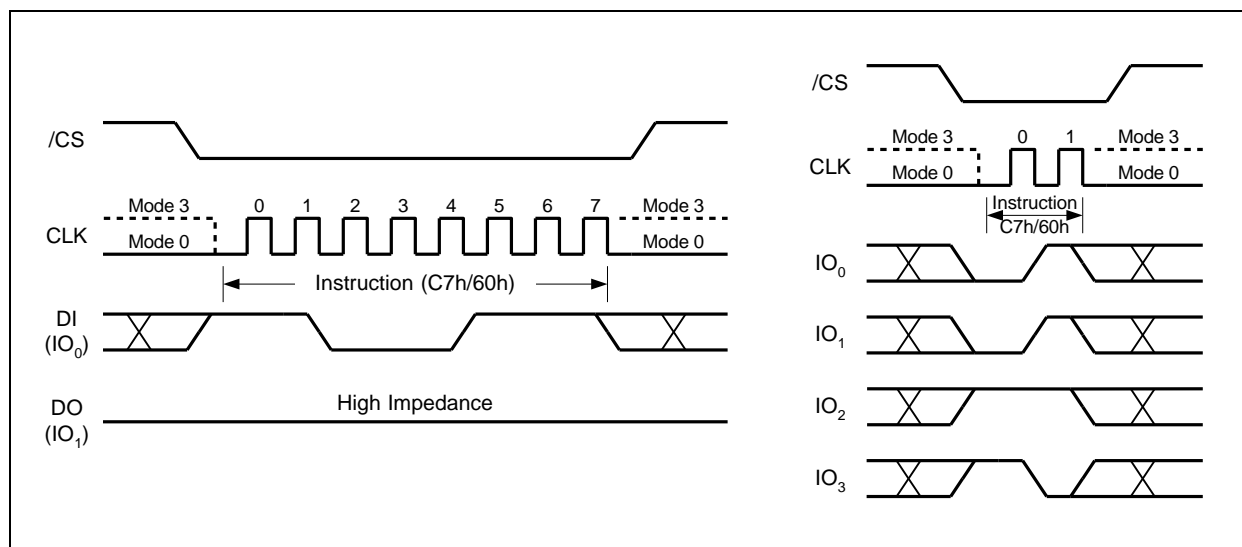 /CS
Mode 3
0 1 2 3 4 5 6 7
Mode 3
CLK
Mode 0
Mode 0
Instruction (C7h/60h)
DI
(IO0)
DO
(IO1)
High Impedance
/CS
Mode 3
0 1
Mode 3
CLK
Mode 0
Mode 0
Instruction
C7h/60h
IO0
IO1
IO2
IO3